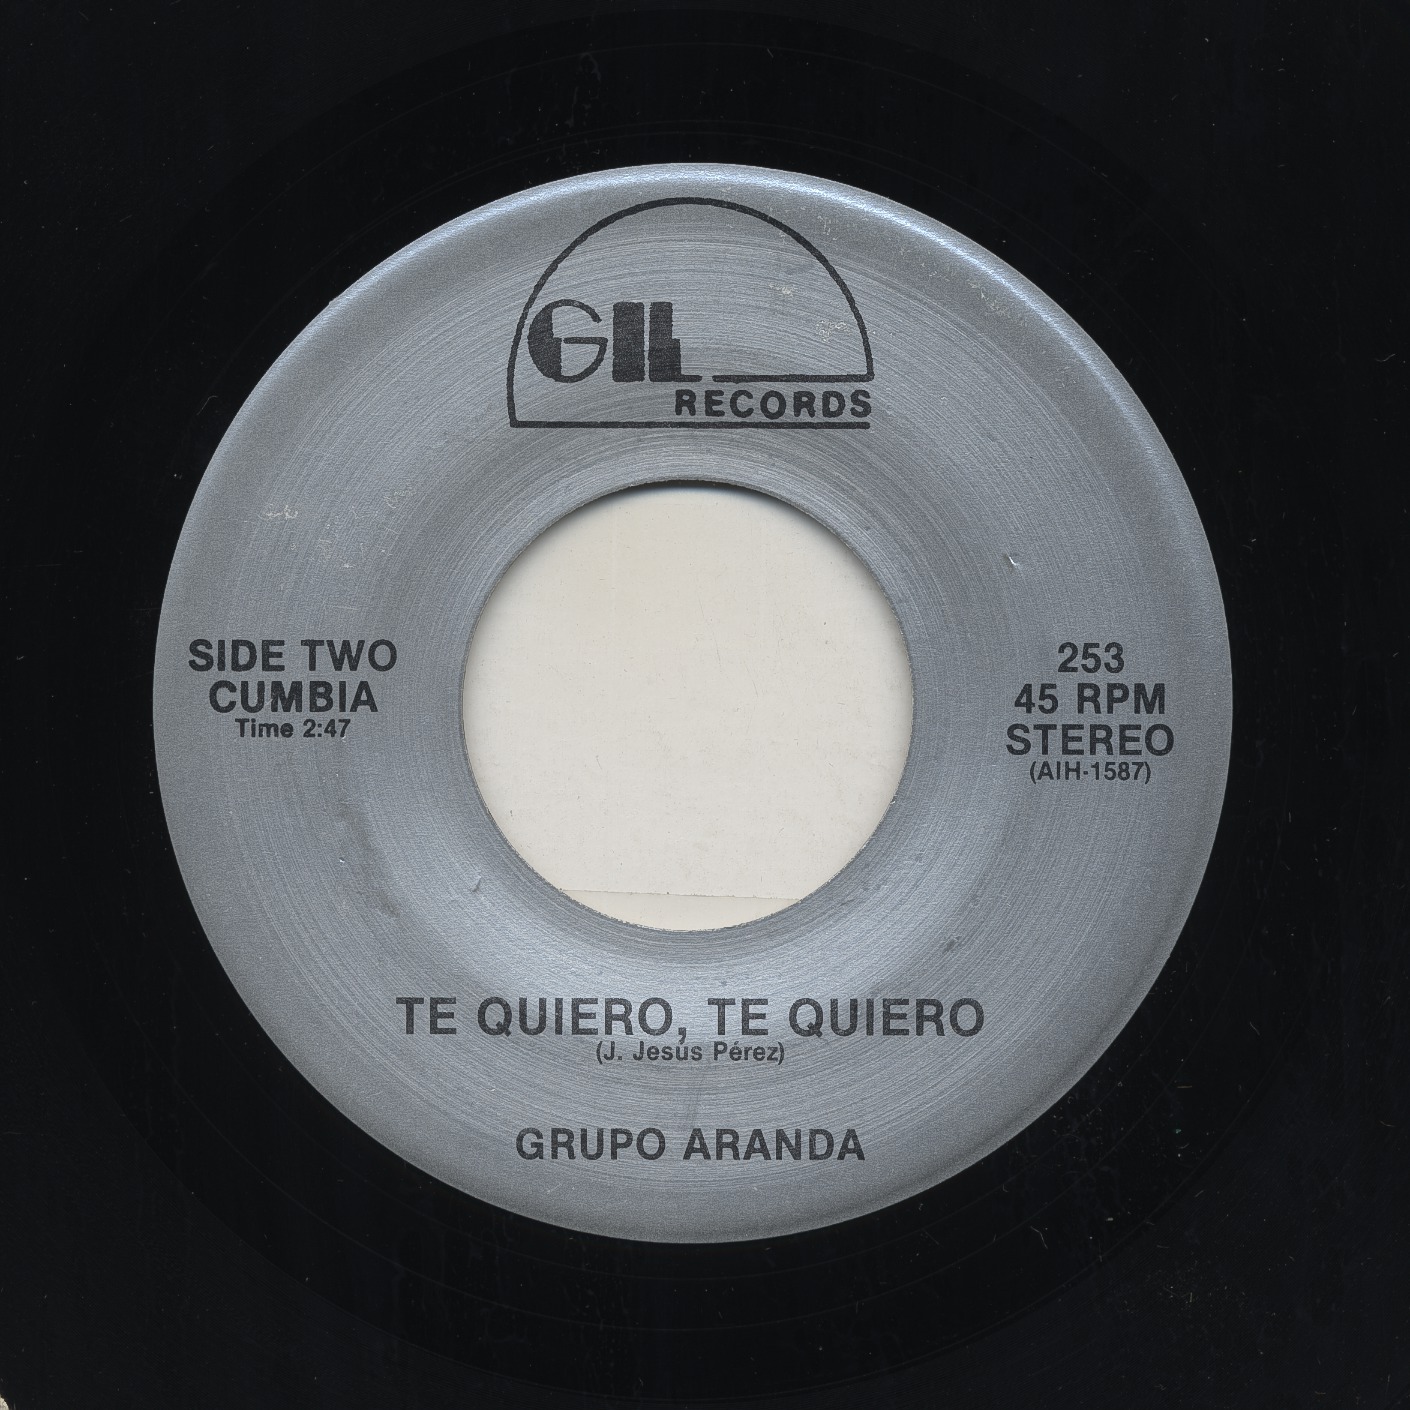 GIL
RECORDS
SIDE TWO
CUMBIA
Time 2:47
253
45 RPM
STEREO
(AIH-1587)
TE QUIERO, TE QUIERO
(J. Jesús Pérez)
GRUPO ARANDA